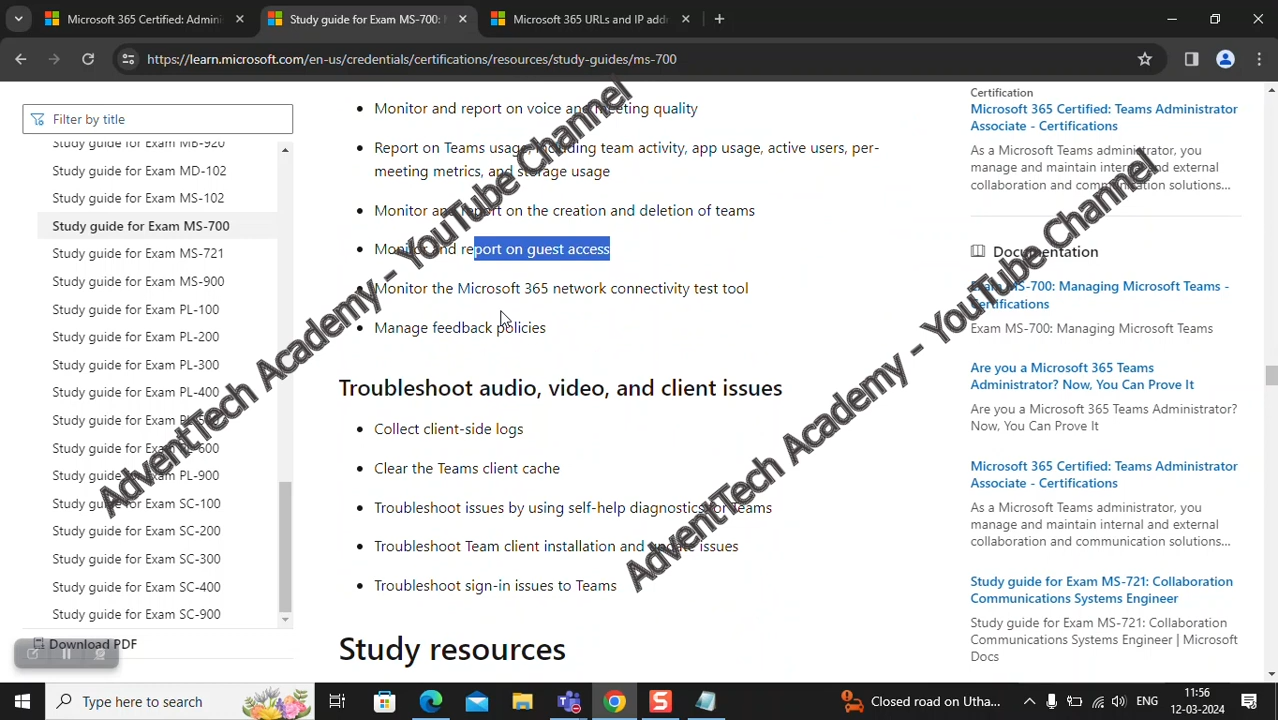 Microsoft 365 Certified: Admini
Study guide for Exam MS-700:
Microsoft 365 URLs and IP add
https://learn.microsoft.com/en-us/credentials/certifications/resources/study-guides/ms-700
Filter by title
Study guide for Exam MB-920
Study guide for Exam MD-102
Study guide for Exam MS-102
Study guide for Exam MS-700
Study guide for Exam MS-721
Study guide for Exam MS-900
Study guide for Exam PL-100
Study guide for Exam PL-200
Study guide for Exam PL-300
Study guide for Exam PL-400
Study guide for Exam
Study guide for Exam PL-600
Study guide for Exam PL-900
Study guide for Exam SC-100
Study guide for Exam SC-200
Study guide for Exam SC-300
Study guide for Exam SC-400
Study guide for Exam SC-900
Download PDF
• Monitor and report on voice and meeting quality
• Report on Teams usage, including team activity, app usage, active users, per-
meeting metrics, and storage usage
• Monitor and report on the creation and deletion of teams
• Monitor and report on guest access
• Monitor the Microsoft 365 network connectivity test tool
• Manage feedback policies
Troubleshoot audio, video, and client issues
• Collect client-side logs
• Clear the Teams client cache
• Troubleshoot issues by using self-help diagnostics for Teams
• Troubleshoot Team client installation and update issues
• Troubleshoot sign-in issues to Teams
Study resources
Certification
Microsoft 365 Certified: Teams Administrator
Associate - Certifications
As a Microsoft Teams administrator, you
manage and maintain internal and external
collaboration and communication solutions...
Documentation
Exam MS-700: Managing Microsoft Teams -
Certifications
Exam MS-700: Managing Microsoft Teams
Are you a Microsoft 365 Teams
Administrator? Now, You Can Prove It
Are you a Microsoft 365 Teams Administrator?
Now, You Can Prove It
Microsoft 365 Certified: Teams Administrator
Associate - Certifications
As a Microsoft Teams administrator, you
manage and maintain internal and external
collaboration and communication solutions...
Study guide for Exam MS-721: Collaboration
Communications Systems Engineer
Study guide for Exam MS-721: Collaboration
Communications Systems Engineer | Microsoft
Docs
AdventTech Academy - YouTube Channel
AdventTech Academy - YouTube Channel
Type here to search
Closed road on Utha...
ENG
11:56
12-03-2024